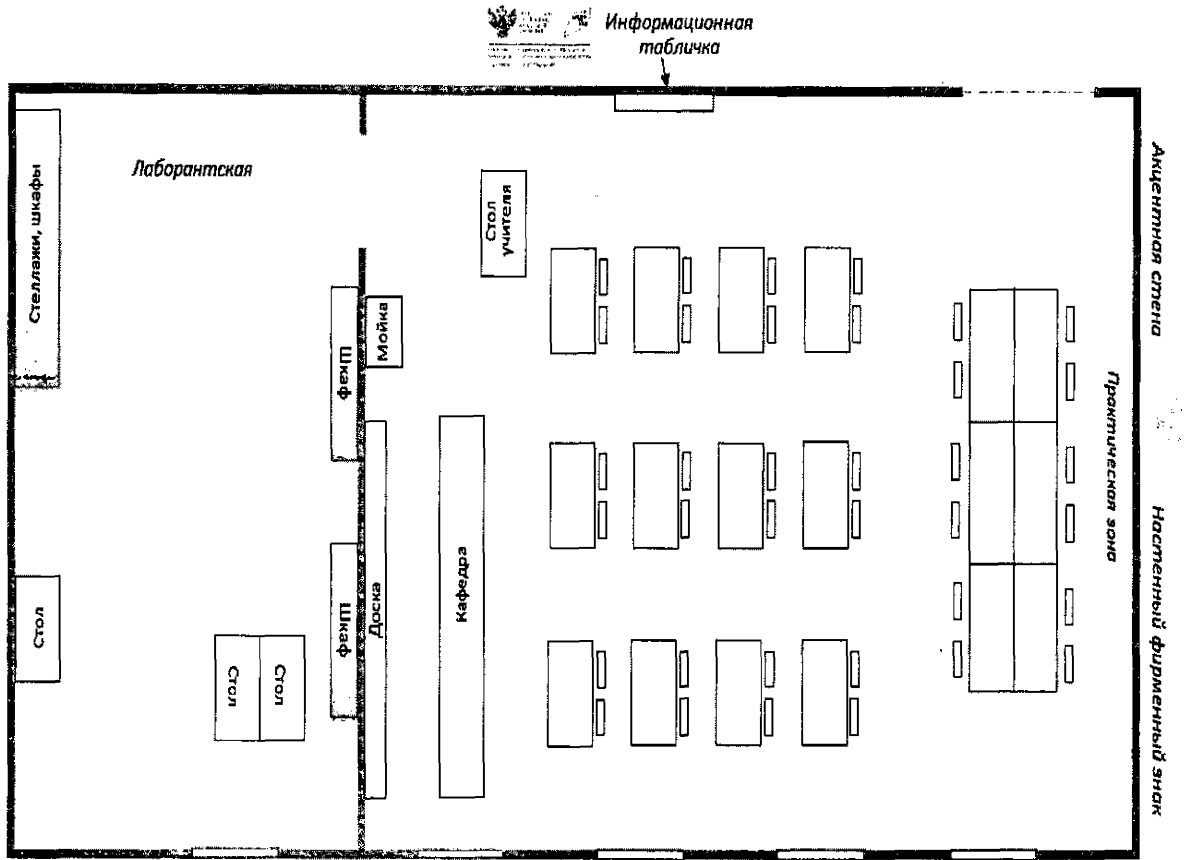 Информационная
табличка
Лаборантская
Стеллажи, шкафы
Стол
учителя
Мойка
Шкаф
Шкаф
Доска
Кафедра
Стол
Стол
Стол
Практическая зона
Акцентная стена
Настенный фирменный знак